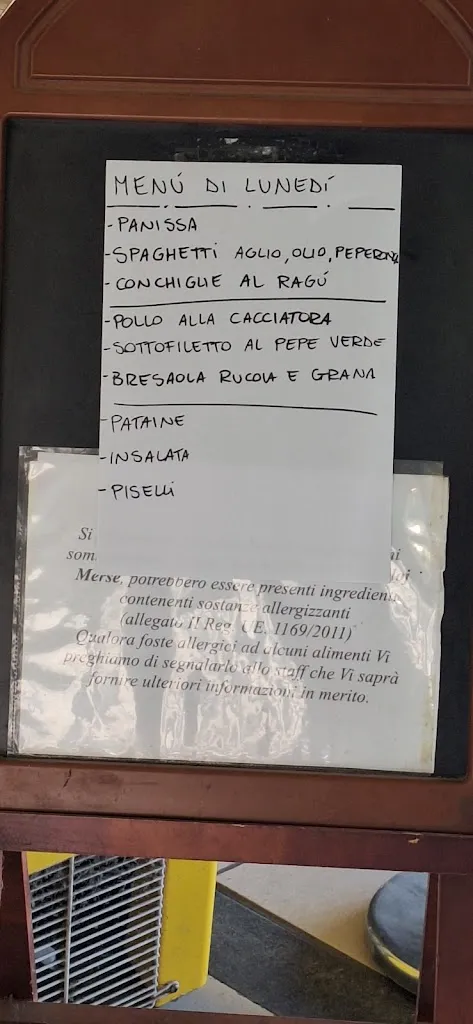 MENÚ DI LUNEDÍ
- PANISSA
- SPAGHETTI AGLIO, OLIO, PEPERONC
- CONCHIGLIE AL RAGÚ
- POLLO ALLA CACCIATORA
- SOTTOFILETTO AL PEPE VERDE
- BRESAOLA RUCOLA E GRANA
- PATAINE
- INSALATA
- PISELLI
Si
som
Merse, potrebbero essere presenti ingredienti
contenenti sostanze allergizzanti
(allegato II Reg. UE. 1169/2011)
Qualora foste allergici ad alcuni alimenti Vi
preghiamo di segnalarlo allo staff che Vi saprà
fornire ulteriori informazioni in merito.